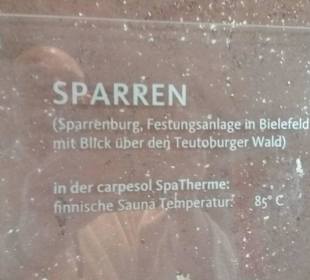 SPARREN
(Sparrenburg, Festungsanlage in Bielefeld
mit Blick über den Teutoburger Wald)
in der carpesol SpaTherme:
finnische Sauna Temperatur: 85° C